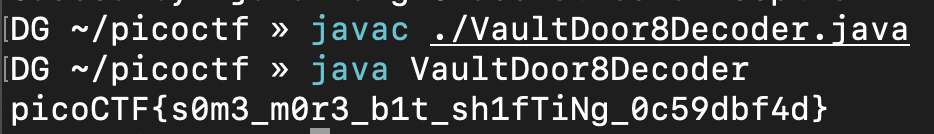 DG ~/picoctf » javac ./VaultDoor8Decoder.java
DG ~/picoctf » java VaultDoor8Decoder
picoCTF{s0m3_m0r3_b1t_sh1fTiNg_0c59dbf4d}